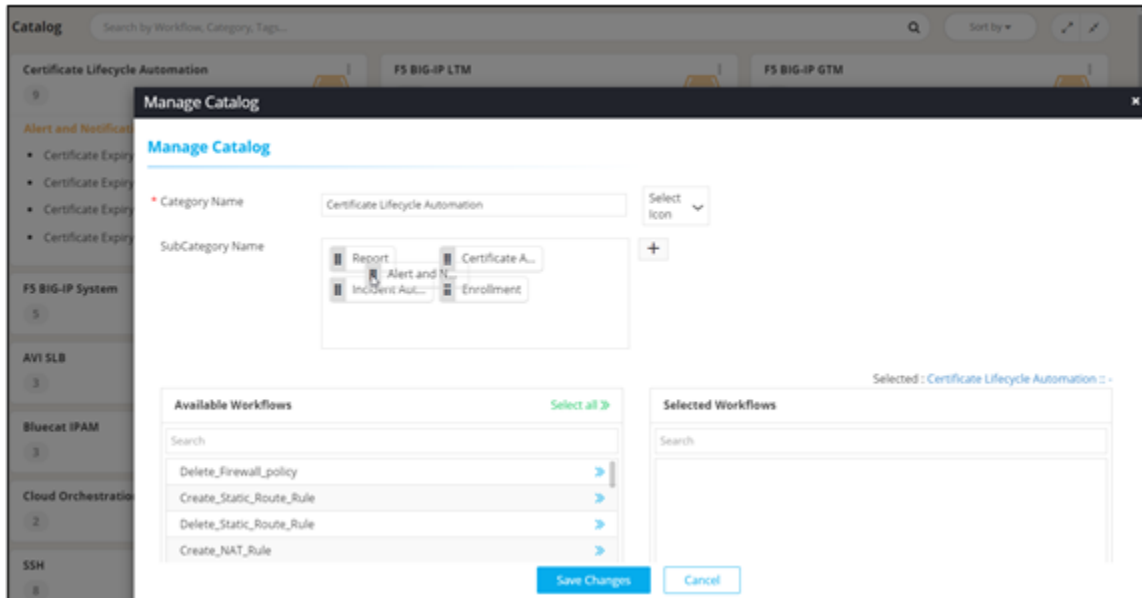 Catalog
Search by Workflow, Category, Tags...
Sort by
Certificate Lifecycle Automation
F5 BIG-IP LTM
F5 BIG-IP GTM
9
Manage Catalog
x
Alert and Notificat
Manage Catalog
Certificate Expiry
Certificate Expiry
Certificate Expiry
Certificate Expiry
* Category Name
Certificate Lifecycle Automation
Select
Icon
SubCategory Name
Report
Certificate A...
+
Alert and N...
Incident Aut...
Enrollment
F5 BIG-IP System
5
AVI SLB
3
Bluecat IPAM
3
Cloud Orchestratio
2
SSH
8
Selected : Certificate Lifecycle Automation :: -
Available Workflows
Select all »
Selected Workflows
Search
Search
Delete_Firewall_policy
Create_Static_Route_Rule
Delete_Static_Route_Rule
Create_NAT_Rule
Save Changes
Cancel